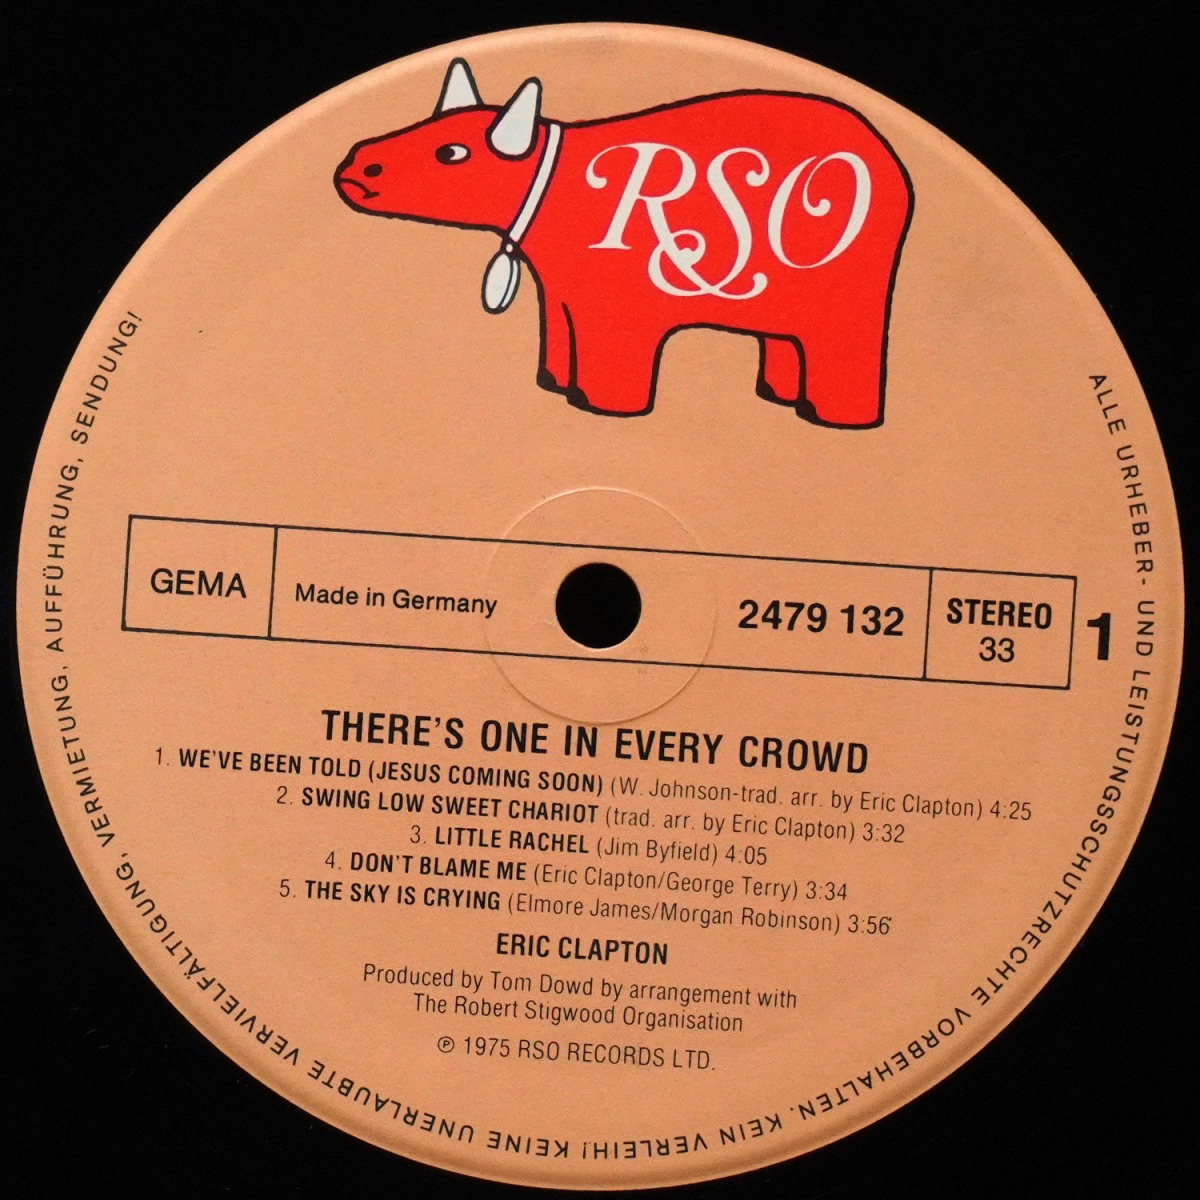 RSO
GEMA
Made in Germany
2479 132
STEREO
33
1
THERE'S ONE IN EVERY CROWD
1. WE'VE BEEN TOLD (JESUS COMING SOON) (W. Johnson-trad. arr. by Eric Clapton) 4:25
2. SWING LOW SWEET CHARIOT (trad. arr. by Eric Clapton) 3:32
3. LITTLE RACHEL (Jim Byfield) 4:05
4. DON'T BLAME ME (Eric Clapton/George Terry) 3:34
5. THE SKY IS CRYING (Elmore James/Morgan Robinson) 3:56
ERIC CLAPTON
Produced by Tom Dowd by arrangement with
The Robert Stigwood Organisation
℗ 1975 RSO RECORDS LTD.
ALLE URHEBER- UND LEISTUNGSSCHUTZRECHTE VORBEHALTEN. KEIN VERLEIH! KEINE UNERLAUBTE VERVIELFÄLTIGUNG, VERMIETUNG, AUFFÜHRUNG, SENDUNG!